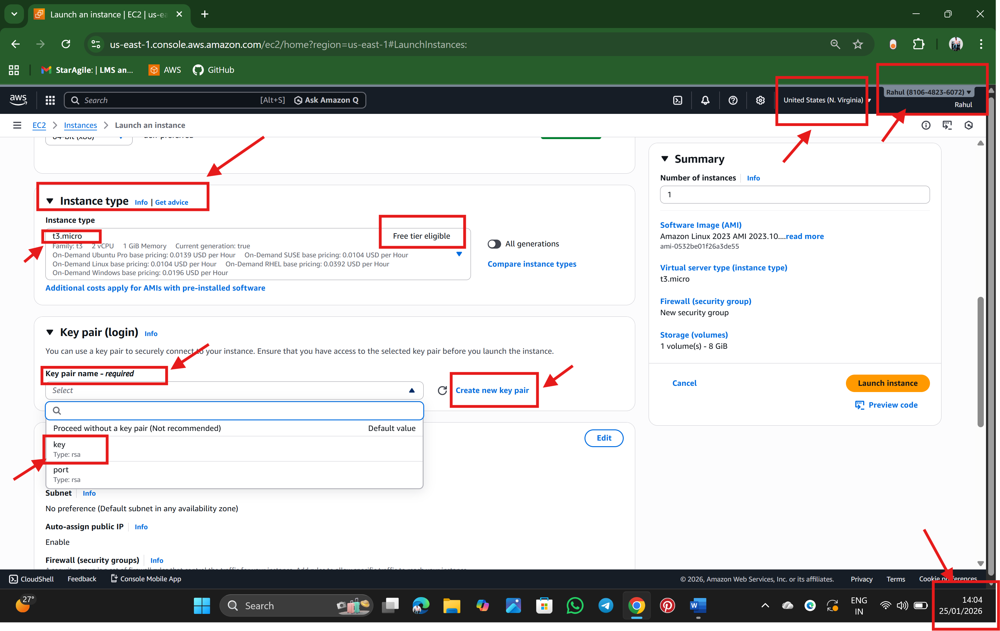 Launch an instance | EC2 | us-ea
us-east-1.console.aws.amazon.com/ec2/home?region=us-east-1#LaunchInstances:
StarAgile: | LMS an...
AWS
GitHub
aws
Search
[Alt+S]
Ask Amazon Q
United States (N. Virginia)
Rahul (8106-4823-6072)
Rahul
EC2
Instances
Launch an instance
Instance type Info | Get advice
Instance type
t3.micro
Free tier eligible
Family: t3 2 vCPU 1 GiB Memory Current generation: true
On-Demand Ubuntu Pro base pricing: 0.0139 USD per Hour On-Demand SUSE base pricing: 0.0104 USD per Hour
On-Demand Linux base pricing: 0.0104 USD per Hour On-Demand RHEL base pricing: 0.0392 USD per Hour
On-Demand Windows base pricing: 0.0196 USD per Hour
Additional costs apply for AMIs with pre-installed software
All generations
Compare instance types
Key pair (login) Info
You can use a key pair to securely connect to your instance. Ensure that you have access to the selected key pair before you launch the instance.
Key pair name - required
Select
Create new key pair
Proceed without a key pair (Not recommended)
Default value
key
Type: rsa
port
Type: rsa
Edit
Subnet Info
No preference (Default subnet in any availability zone)
Auto-assign public IP Info
Enable
Firewall (security groups) Info
Summary
Number of instances Info
1
Software Image (AMI)
Amazon Linux 2023 AMI 2023.10....read more
ami-0532be01f26a3de55
Virtual server type (instance type)
t3.micro
Firewall (security group)
New security group
Storage (volumes)
1 volume(s) - 8 GiB
Cancel
Launch instance
Preview code
CloudShell
Feedback
Console Mobile App
© 2026, Amazon Web Services, Inc. or its affiliates.
Privacy
Terms
Cookie preferences
27°
Search
ENG
IN
14:04
25/01/2026